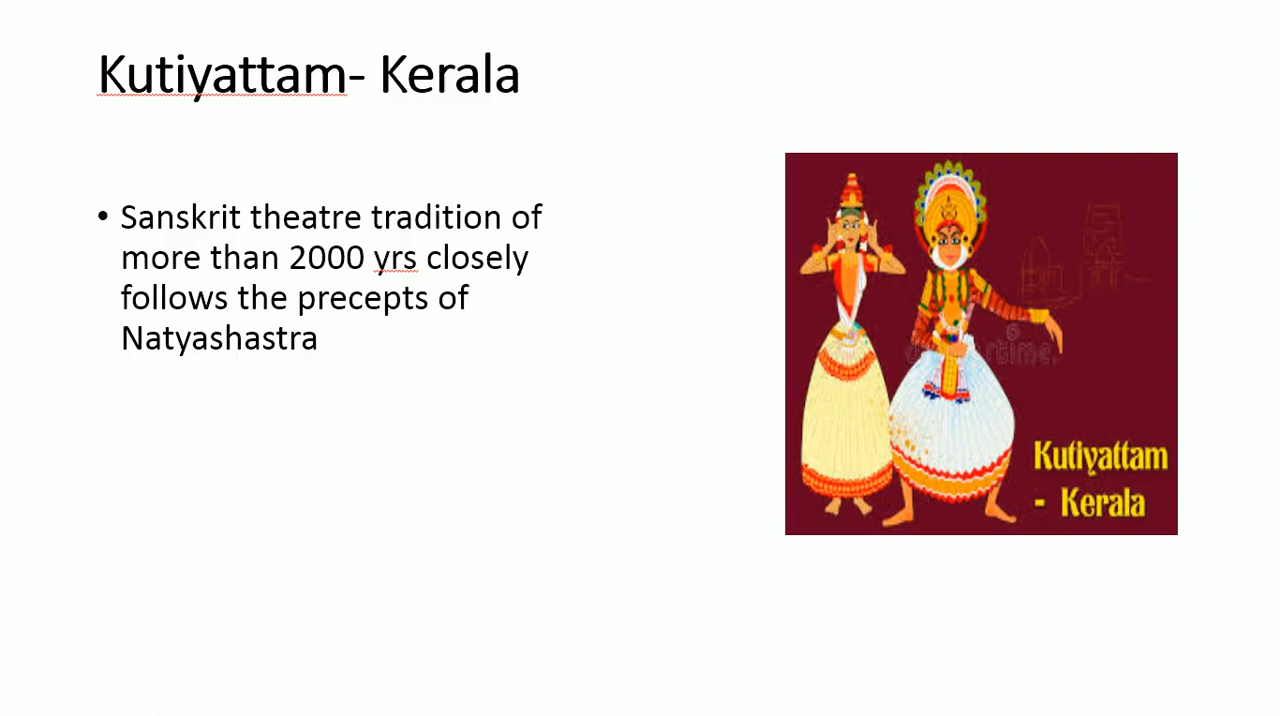 Kutiyattam- Kerala
• Sanskrit theatre tradition of
more than 2000 yrs closely
follows the precepts of
Natyashastra
Kutiyattam
- Kerala